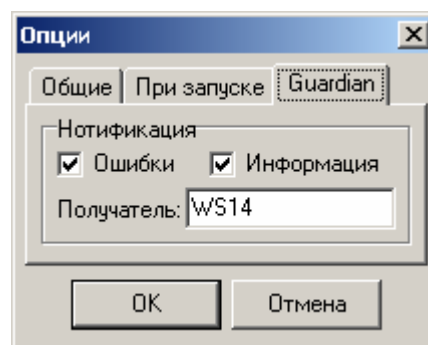 Опции
Общие При запуске Guardian
Нотификация
Ошибки Информация
Получатель: WS14
OK Отмена